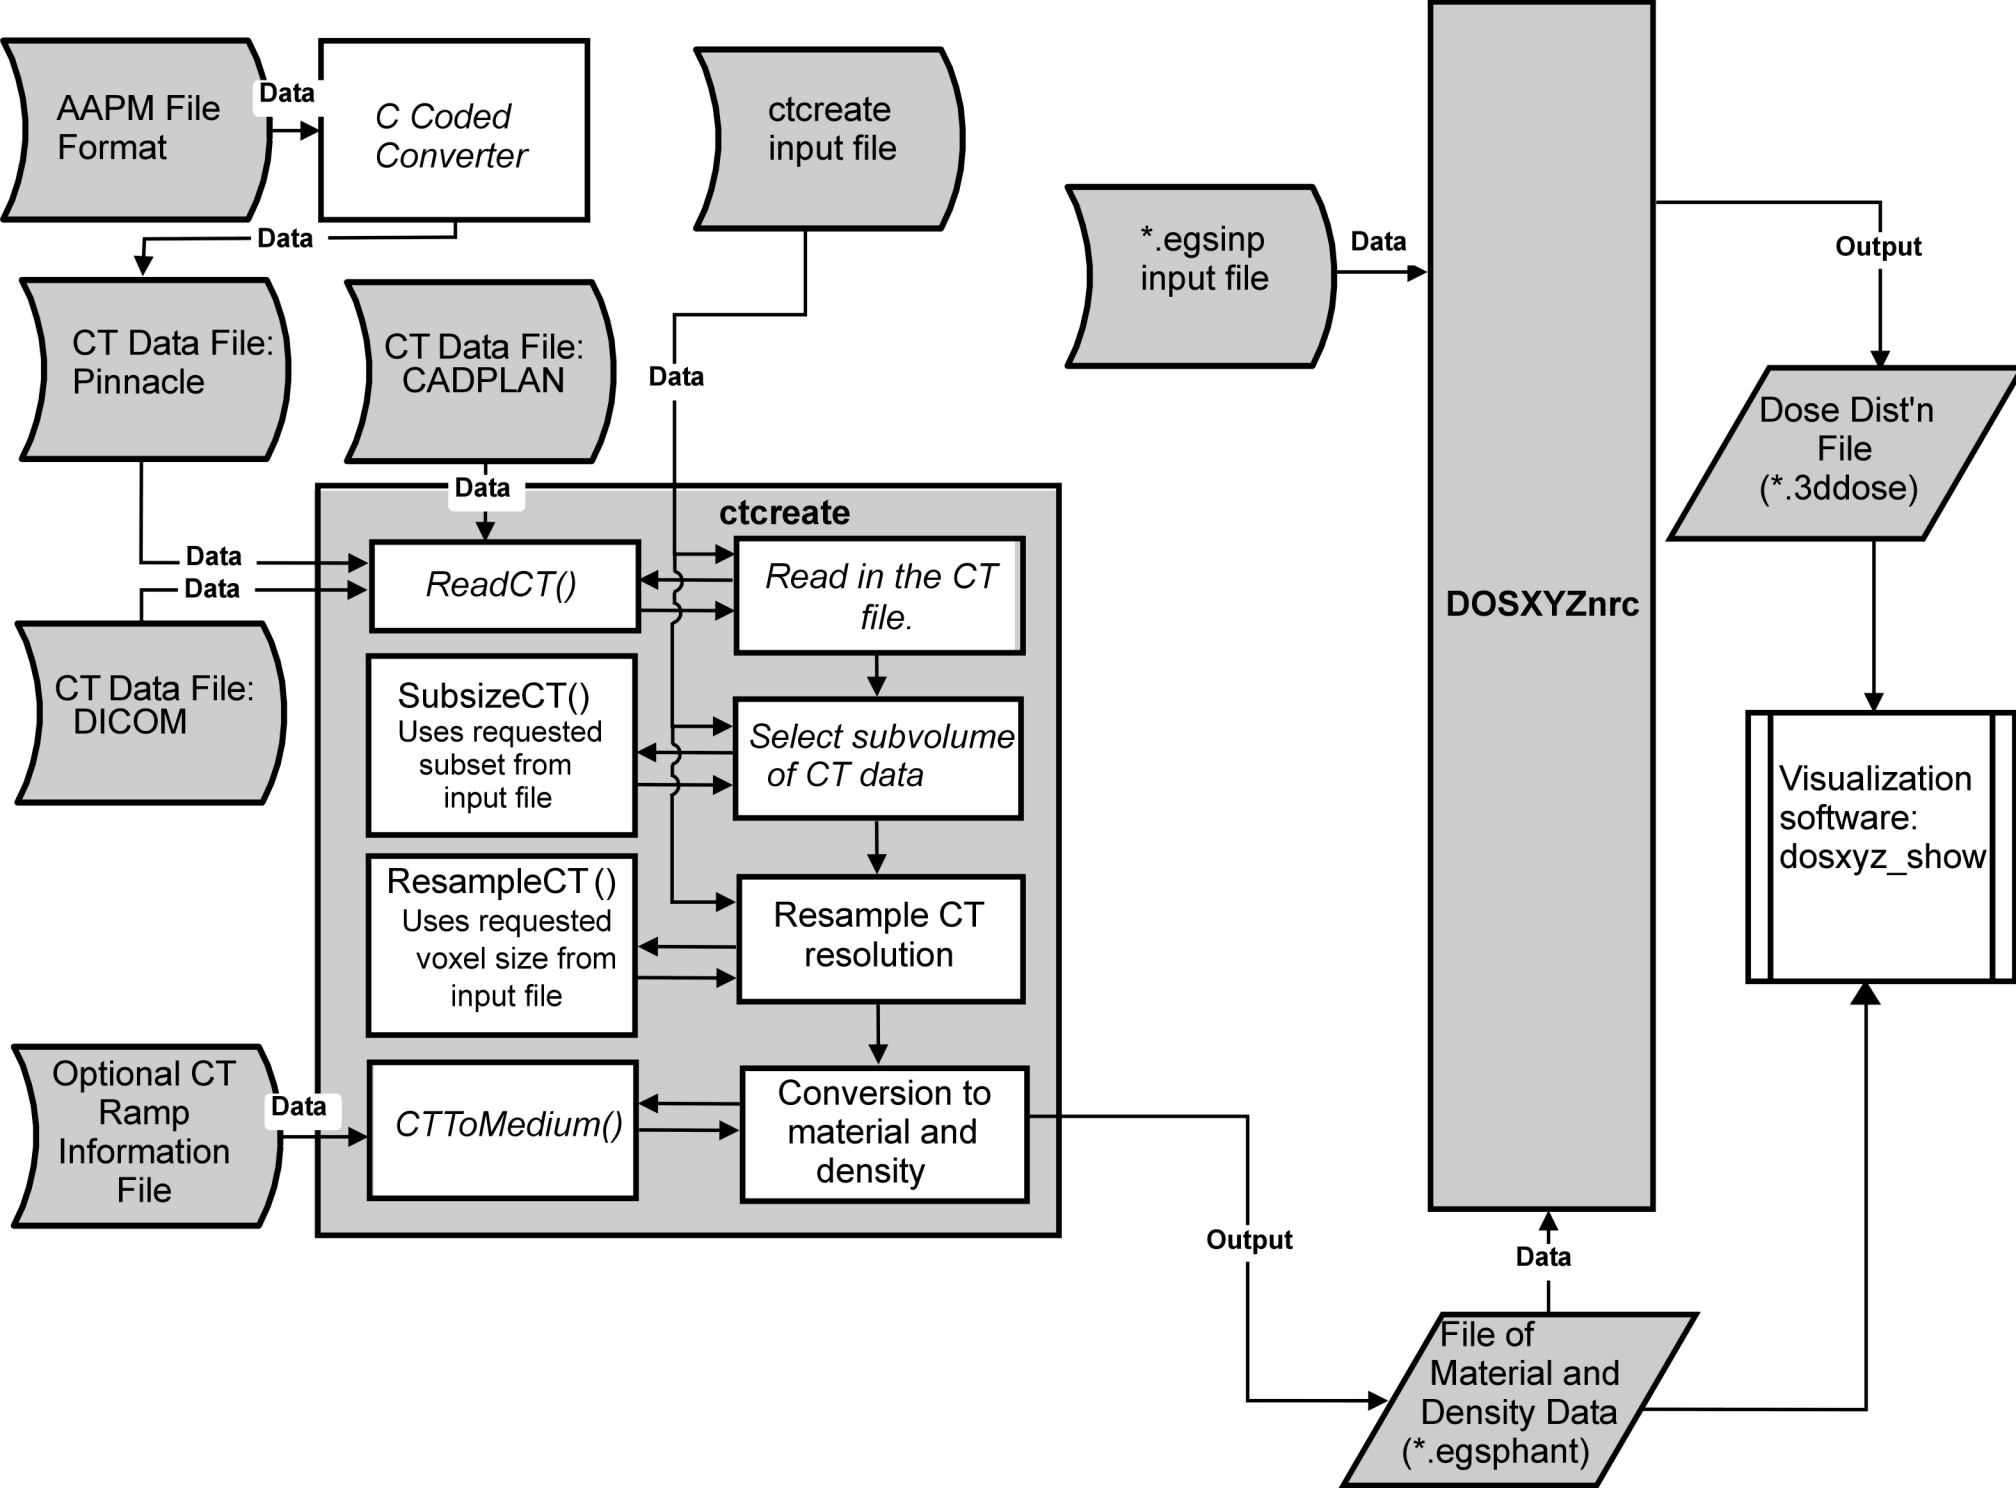 AAPM File
Format
Data
C Coded
Converter
Data
ctcreate
input file
*.egsinp
input file
Data
Output
CT Data File:
Pinnacle
CT Data File:
CADPLAN
Data
Data
Dose Dist'n
File
(*.3ddose)
ctcreate
Data
Data
ReadCT()
Read in the CT
file.
DOSXYZnrc
CT Data File:
DICOM
SubsizeCT()
Uses requested
subset from
input file
Select subvolume
of CT data
Visualization
software:
dosxyz_show
ResampleCT()
Uses requested
voxel size from
input file
Resample CT
resolution
Optional CT
Ramp
Information
File
Data
CTToMedium()
Conversion to
material and
density
Output
Data
File of
Material and
Density Data
(*.egsphant)